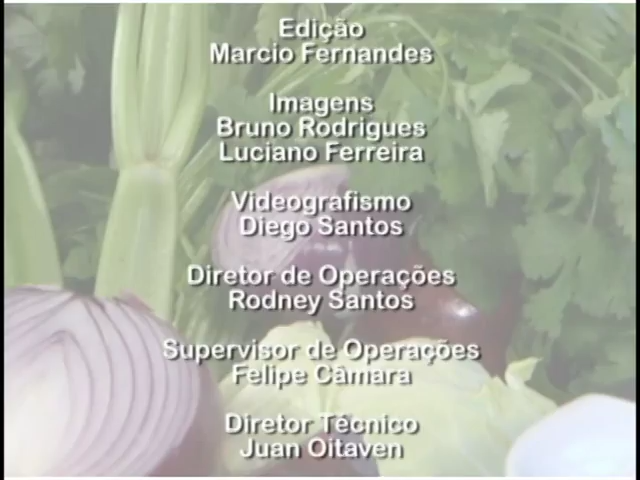 Edição
Marcio Fernandes
Imagens
Bruno Rodrigues
Luciano Ferreira
Videografismo
Diego Santos
Diretor de Operações
Rodney Santos
Supervisor de Operações
Felipe Câmara
Diretor Técnico
Juan Oitaven